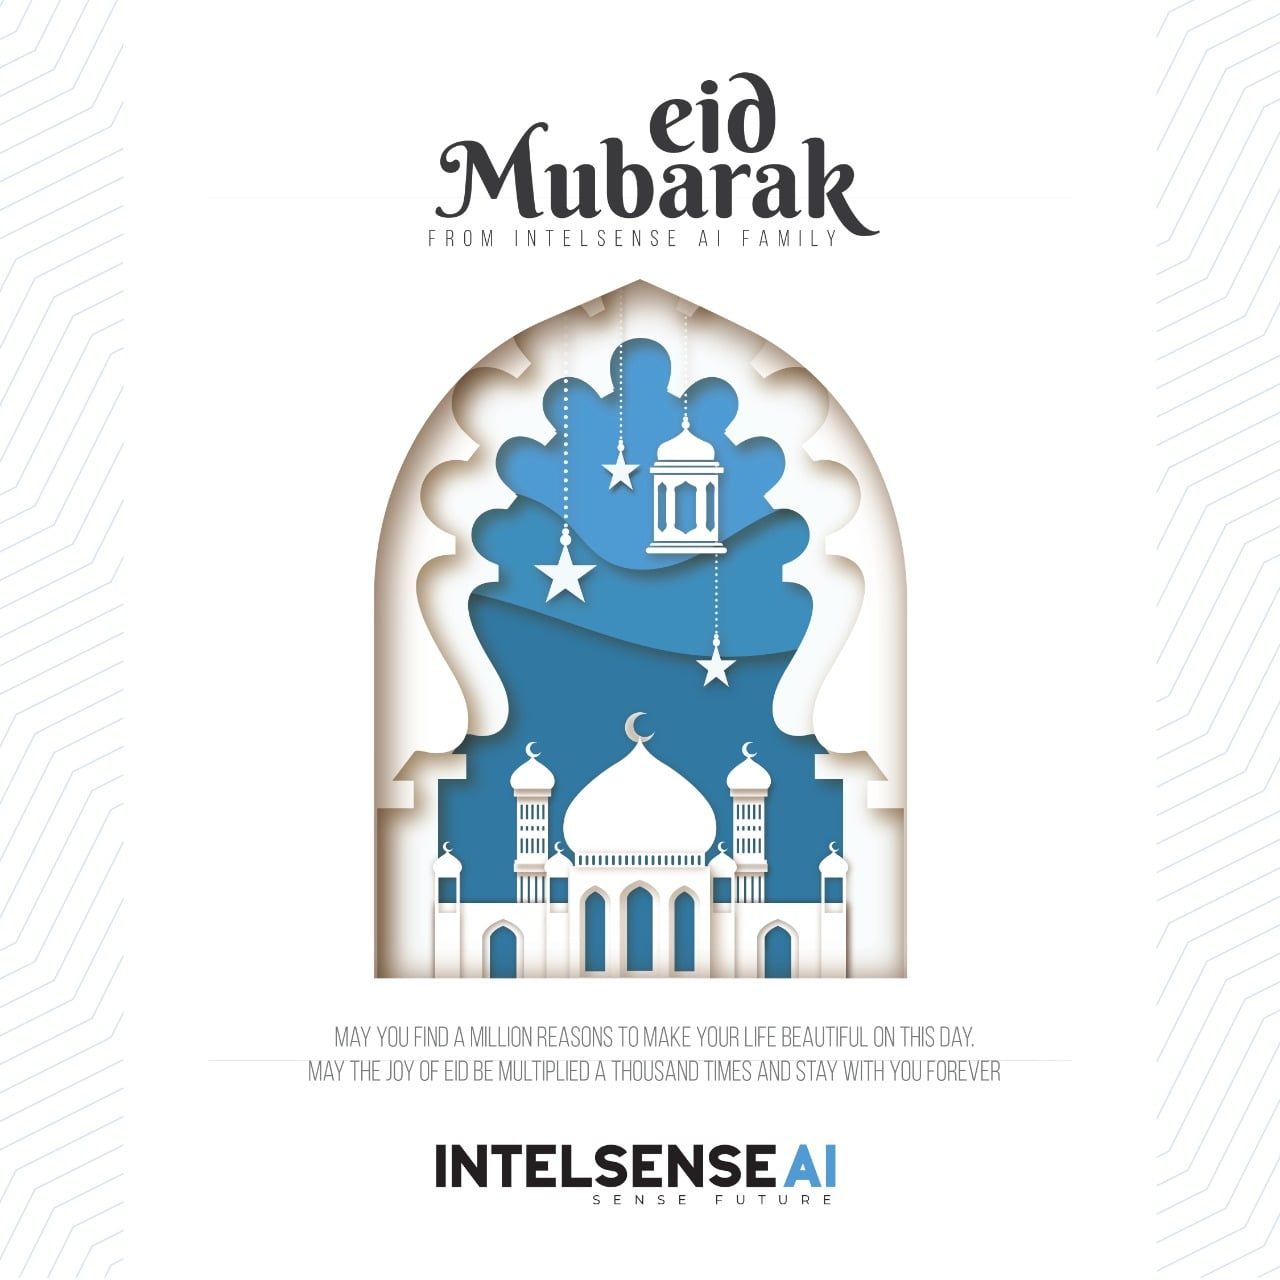 eid
Mubarak
FROM INTELSENSE AI FAMILY
MAY YOU FIND A MILLION REASONS TO MAKE YOUR LIFE BEAUTIFUL ON THIS DAY.
MAY THE JOY OF EID BE MULTIPLIED A THOUSAND TIMES AND STAY WITH YOU FOREVER
INTELSENSE AI
SENSE FUTURE